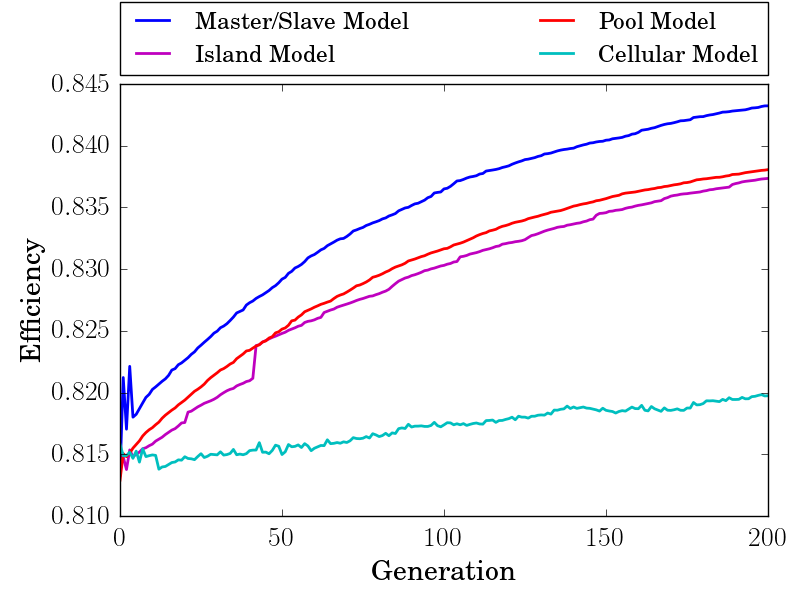 Master/Slave Model
Pool Model
Island Model
Cellular Model
0.845
0.840
0.835
0.830
0.825
0.820
0.815
0.810
Efficiency
0
50
100
150
200
Generation